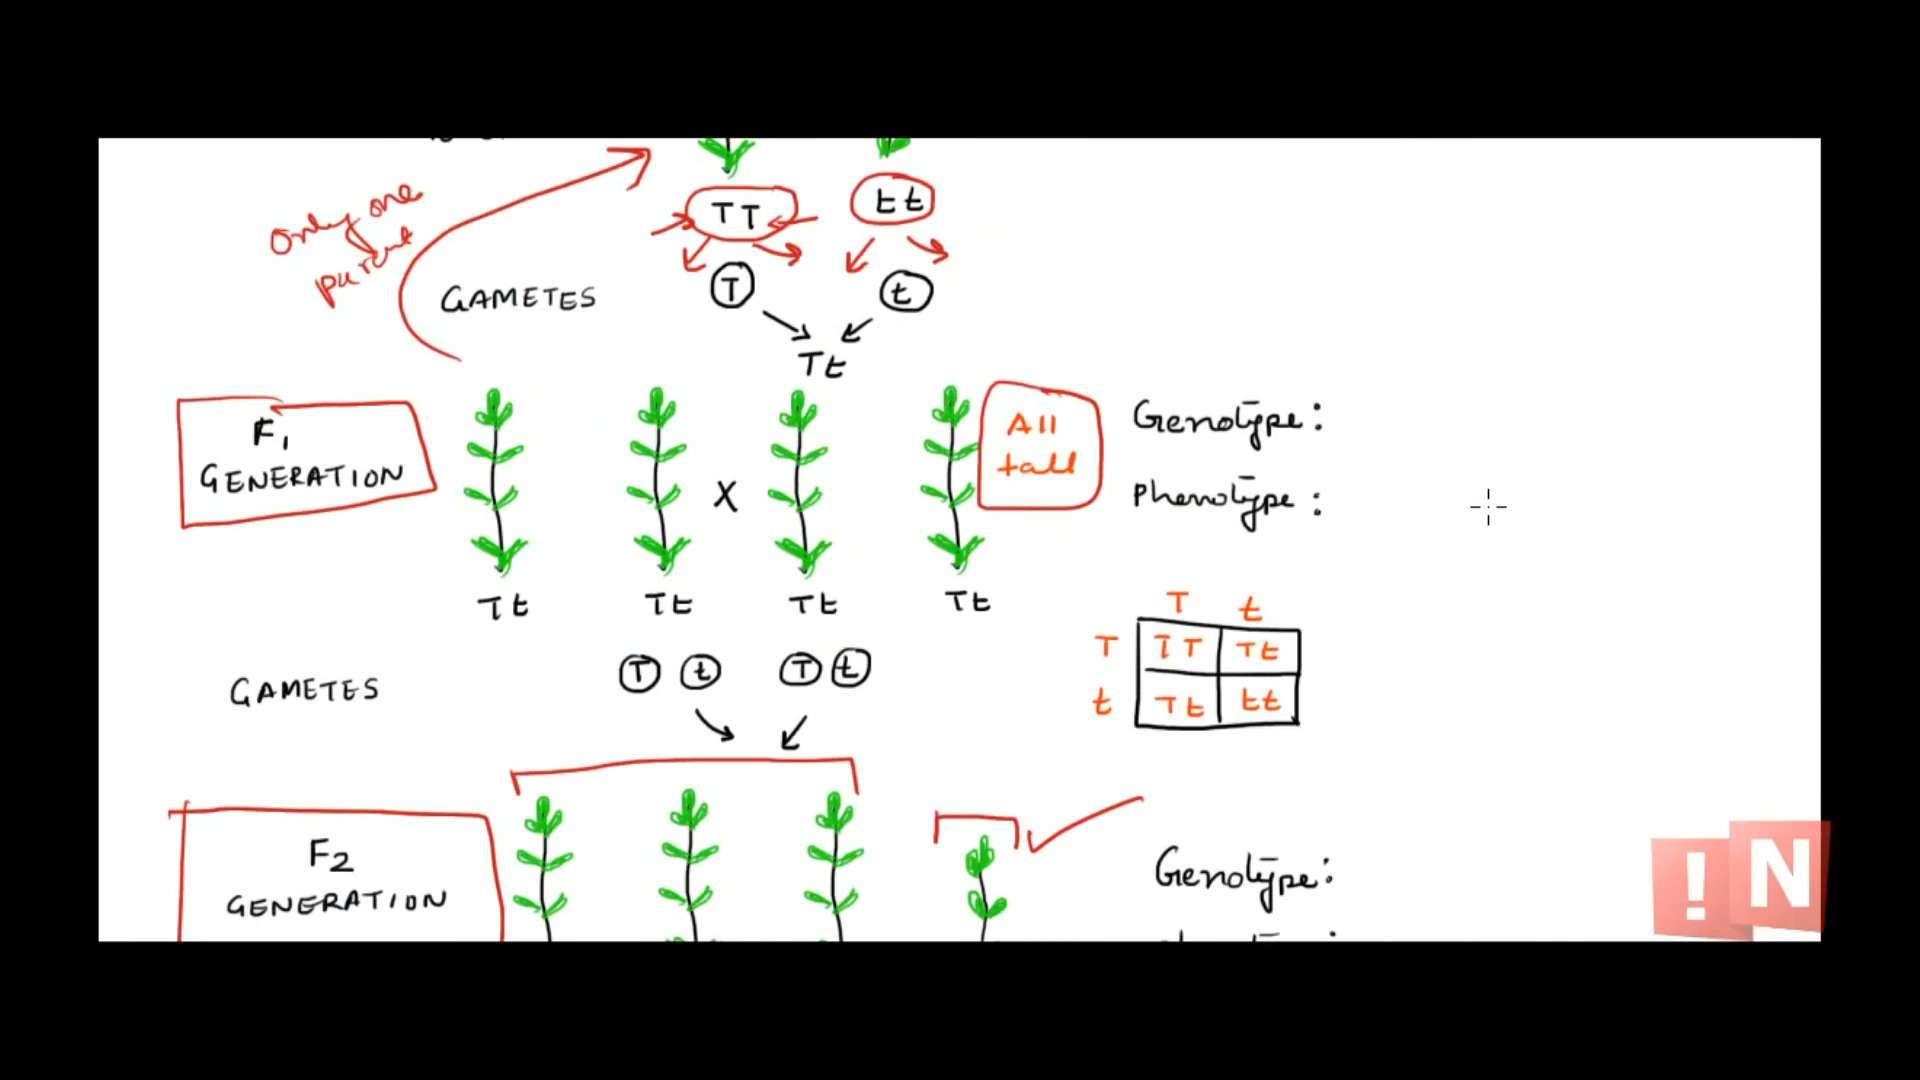 Only one
parent
TT
tt
GAMETES
T
t
Tt
F1
GENERATION
All
tall
Genotype:
Phenotype:
X
Tt
Tt
Tt
Tt
T t
T TT Tt
t Tt tt
GAMETES
T t T t
F2
GENERATION
Genotype:
!N